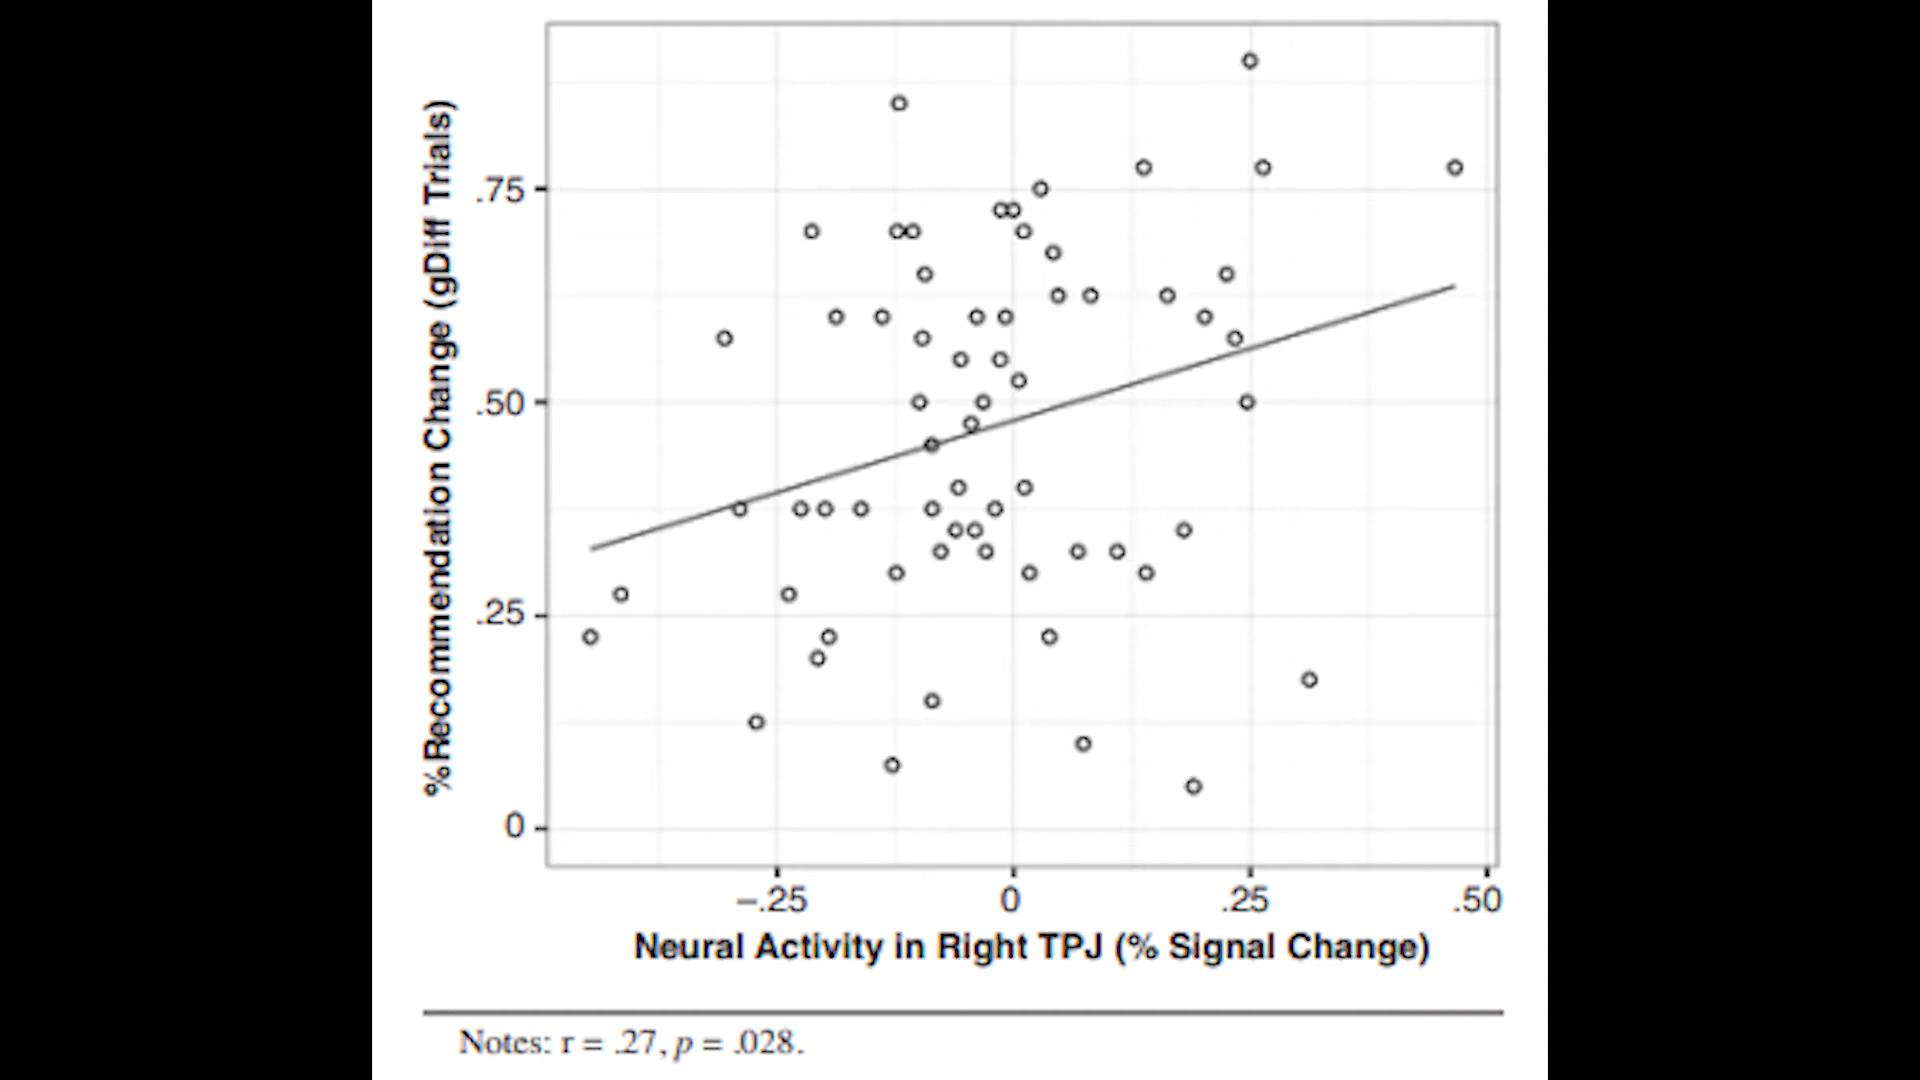 %Recommendation Change (gDiff Trials)
.75
.50
.25
0
–.25 0 .25 .50
Neural Activity in Right TPJ (% Signal Change)
Notes: r = .27, p = .028.